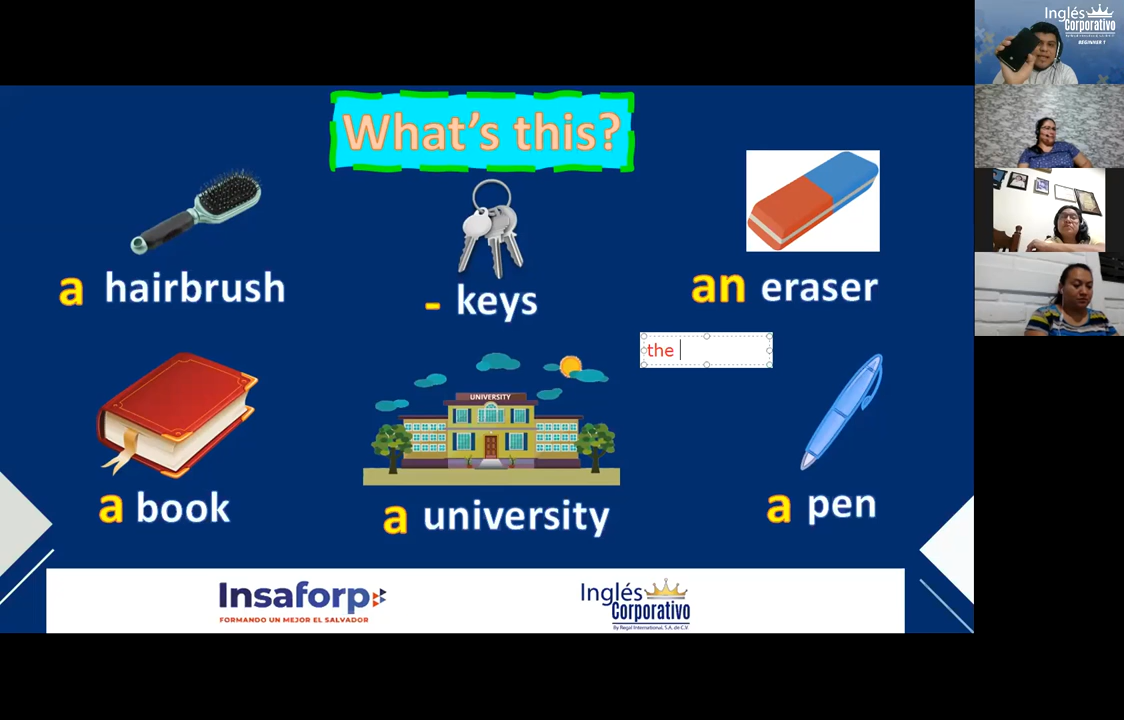 What's this?
a hairbrush
- keys
an eraser
the
UNIVERSITY
a book
a university
a pen
Insaforp
FORMANDO UN MEJOR EL SALVADOR
Inglés
Corporativo
By Regal International, S.A. de C.V.
Inglés
Corporativo
BEGINNER 1